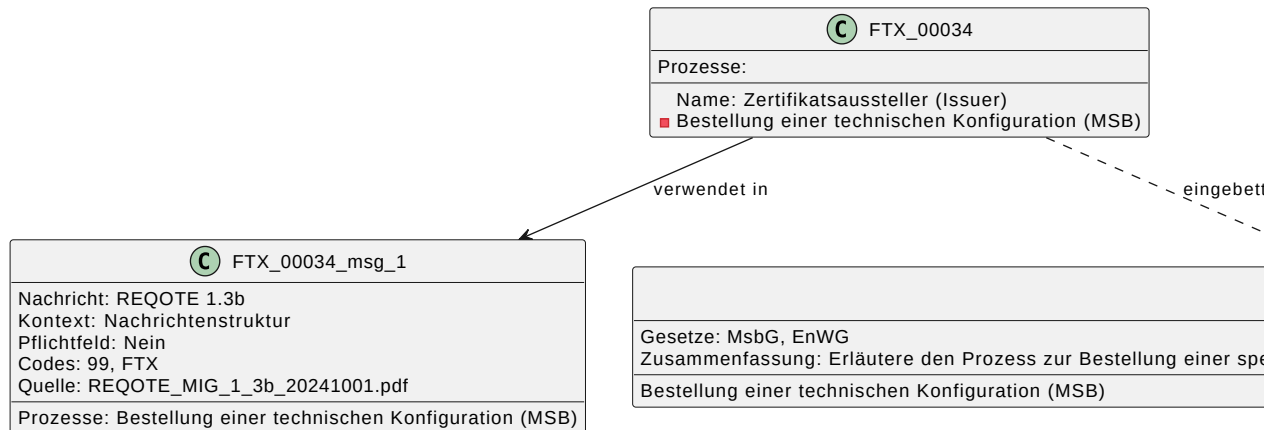 C FTX_00034
Prozesse:
Name: Zertifikatsaussteller (Issuer)
Bestellung einer technischen Konfiguration (MSB)
verwendet in
eingebett
C FTX_00034_msg_1
Nachricht: REQOTE 1.3b
Kontext: Nachrichtenstruktur
Pflichtfeld: Nein
Codes: 99, FTX
Quelle: REQOTE_MIG_1_3b_20241001.pdf
Prozesse: Bestellung einer technischen Konfiguration (MSB)
Gesetze: MsbG, EnWG
Zusammenfassung: Erläutere den Prozess zur Bestellung einer spe
Bestellung einer technischen Konfiguration (MSB)